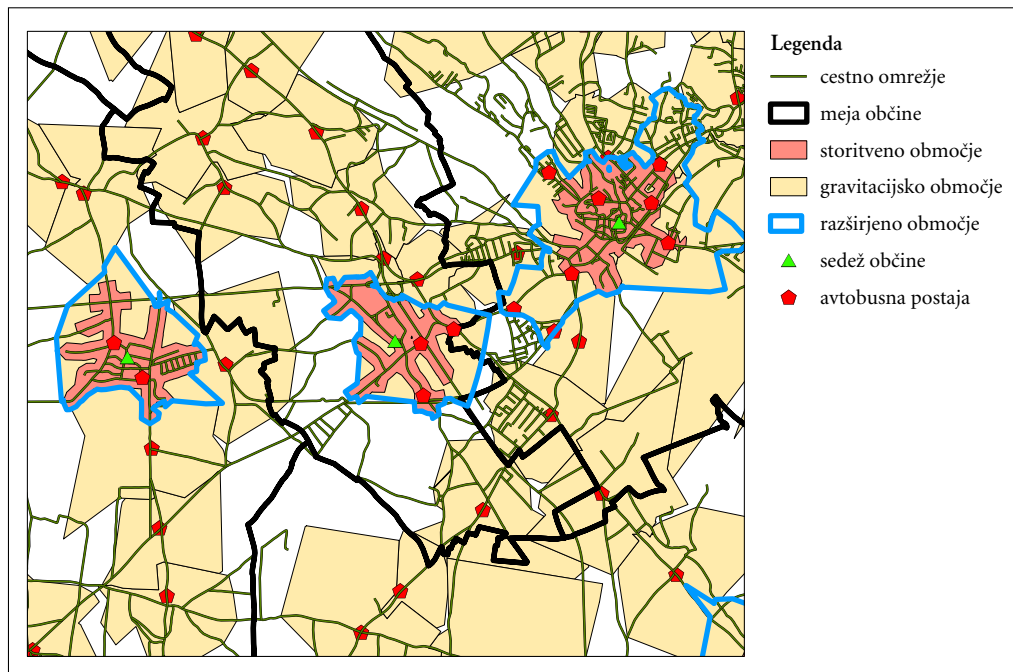 Legenda
cestno omrežje
meja občine
storitveno območje
gravitacijsko območje
razširjeno območje
sedež občine
avtobusna postaja